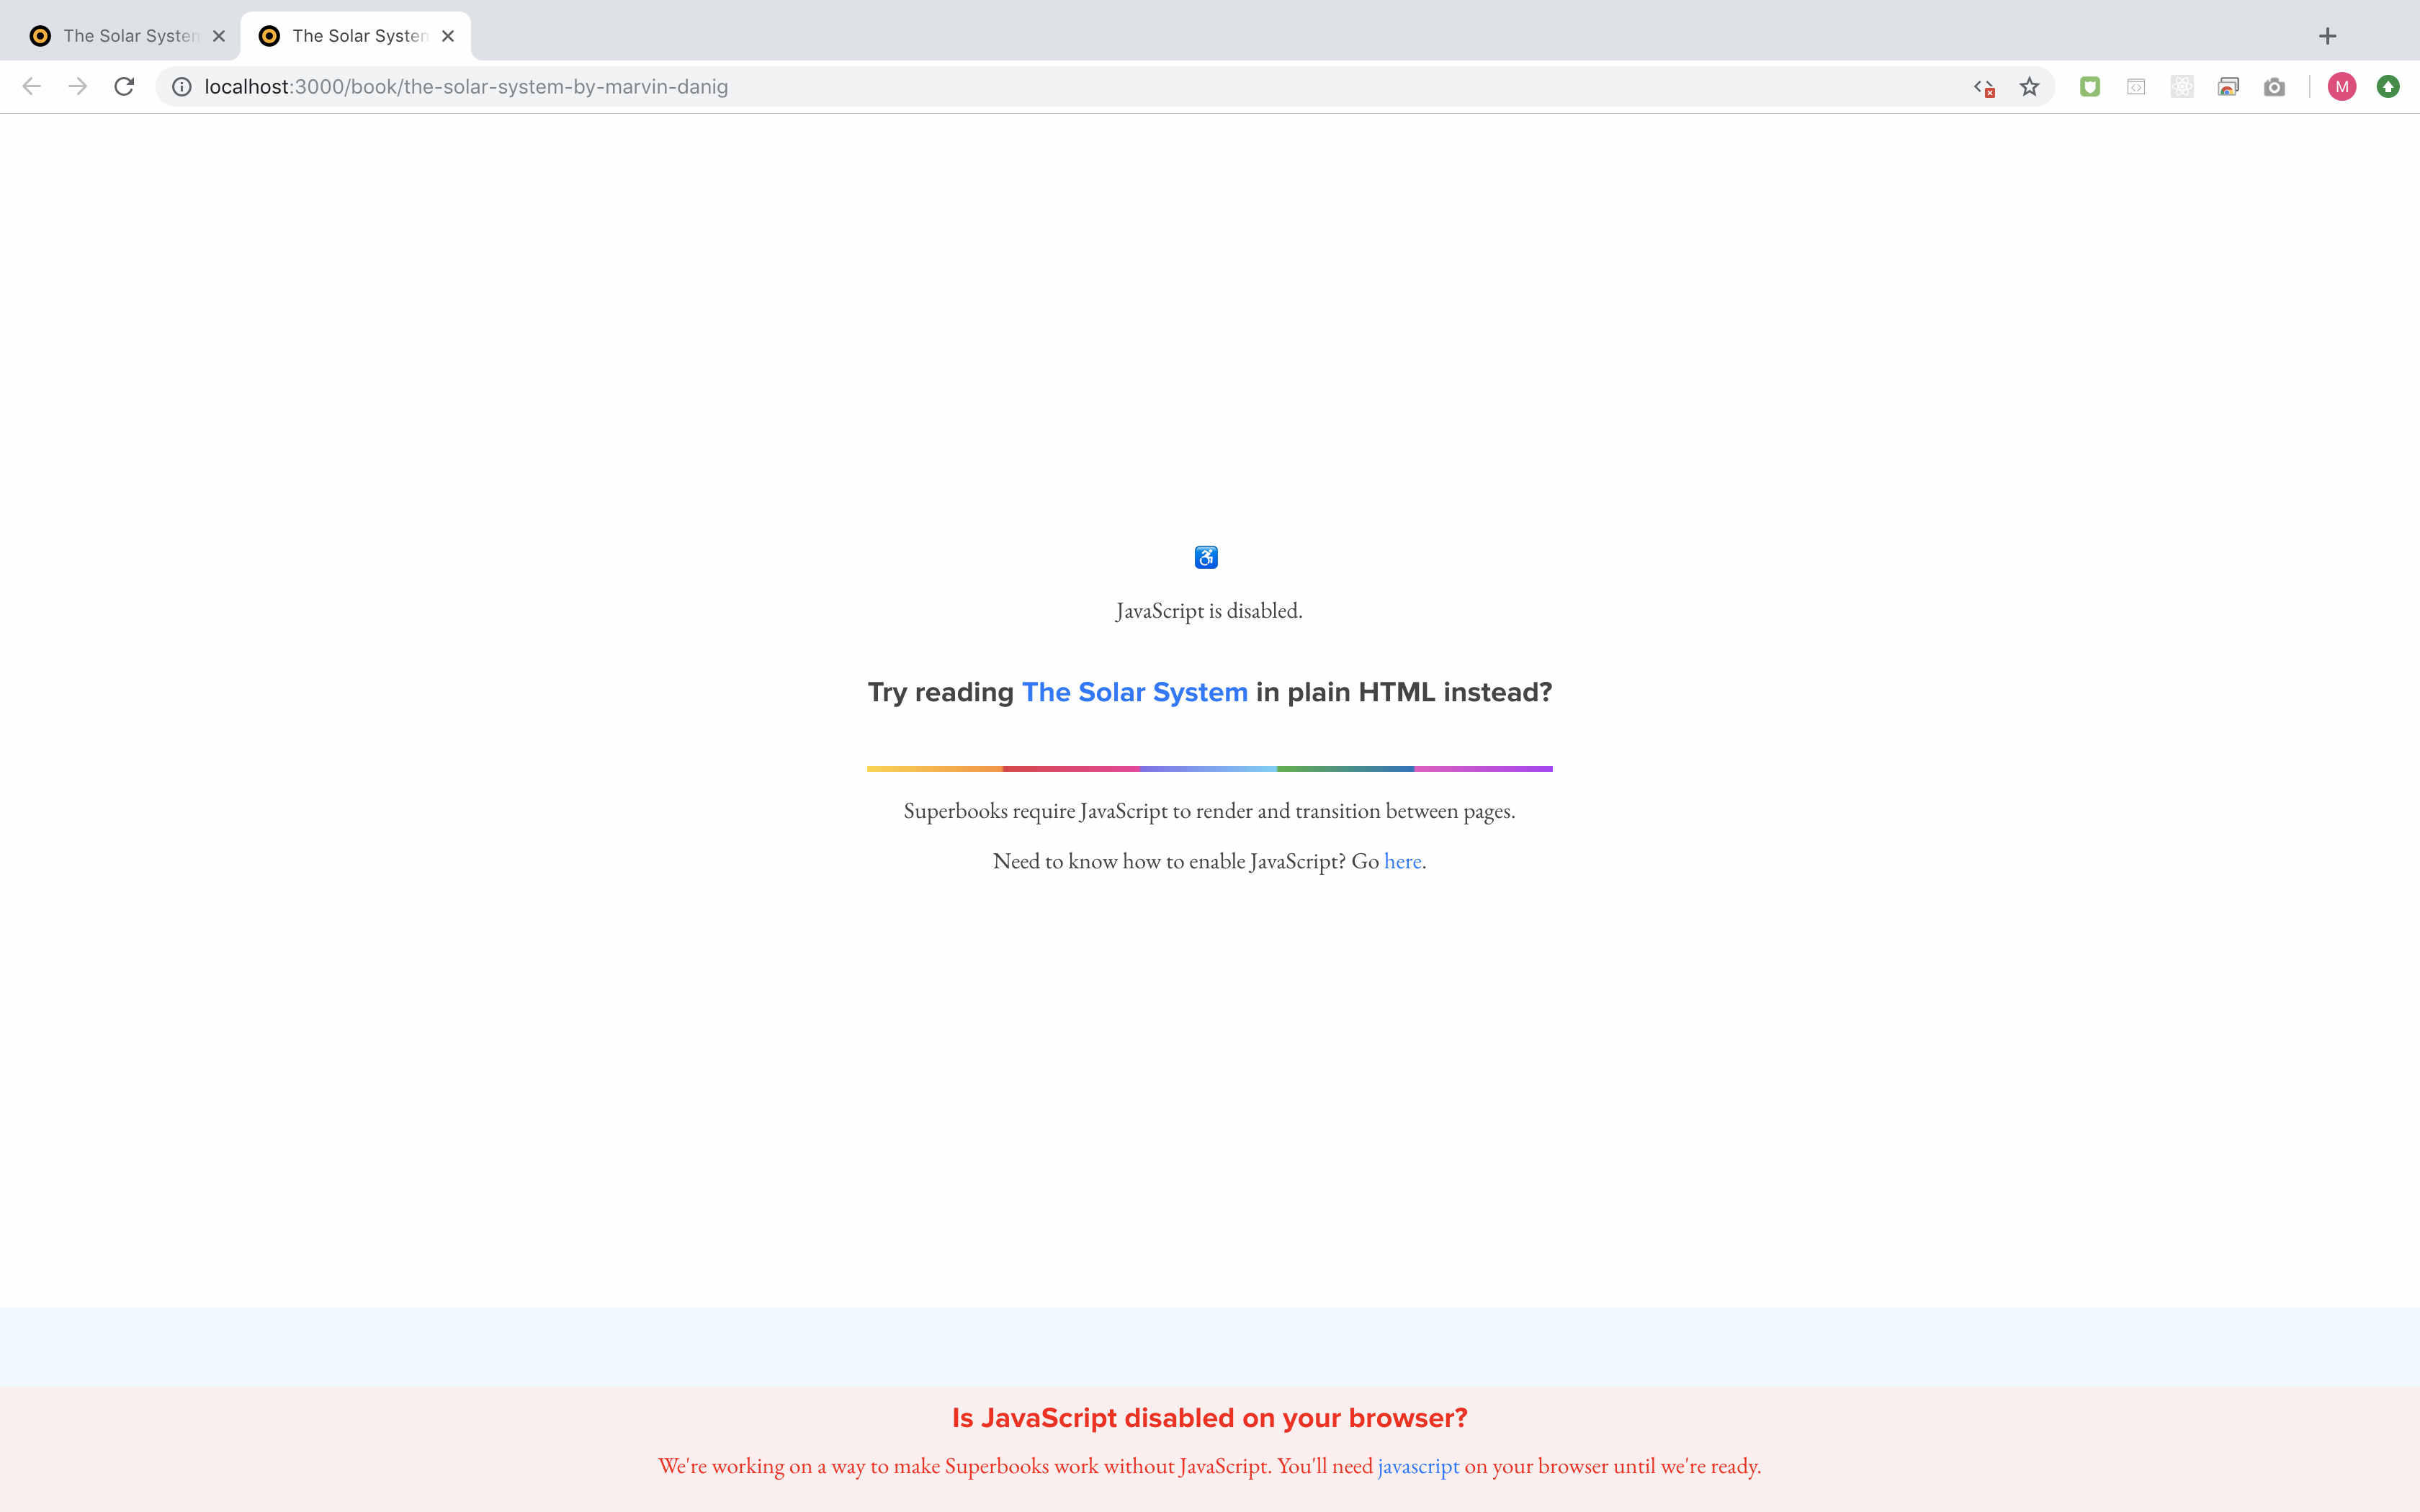 The Solar System
The Solar System
localhost:3000/book/the-solar-system-by-marvin-danig
M
JavaScript is disabled.
Try reading The Solar System in plain HTML instead?
Superbooks require JavaScript to render and transition between pages.
Need to know how to enable JavaScript? Go here.
Is JavaScript disabled on your browser?
We're working on a way to make Superbooks work without JavaScript. You'll need javascript on your browser until we're ready.